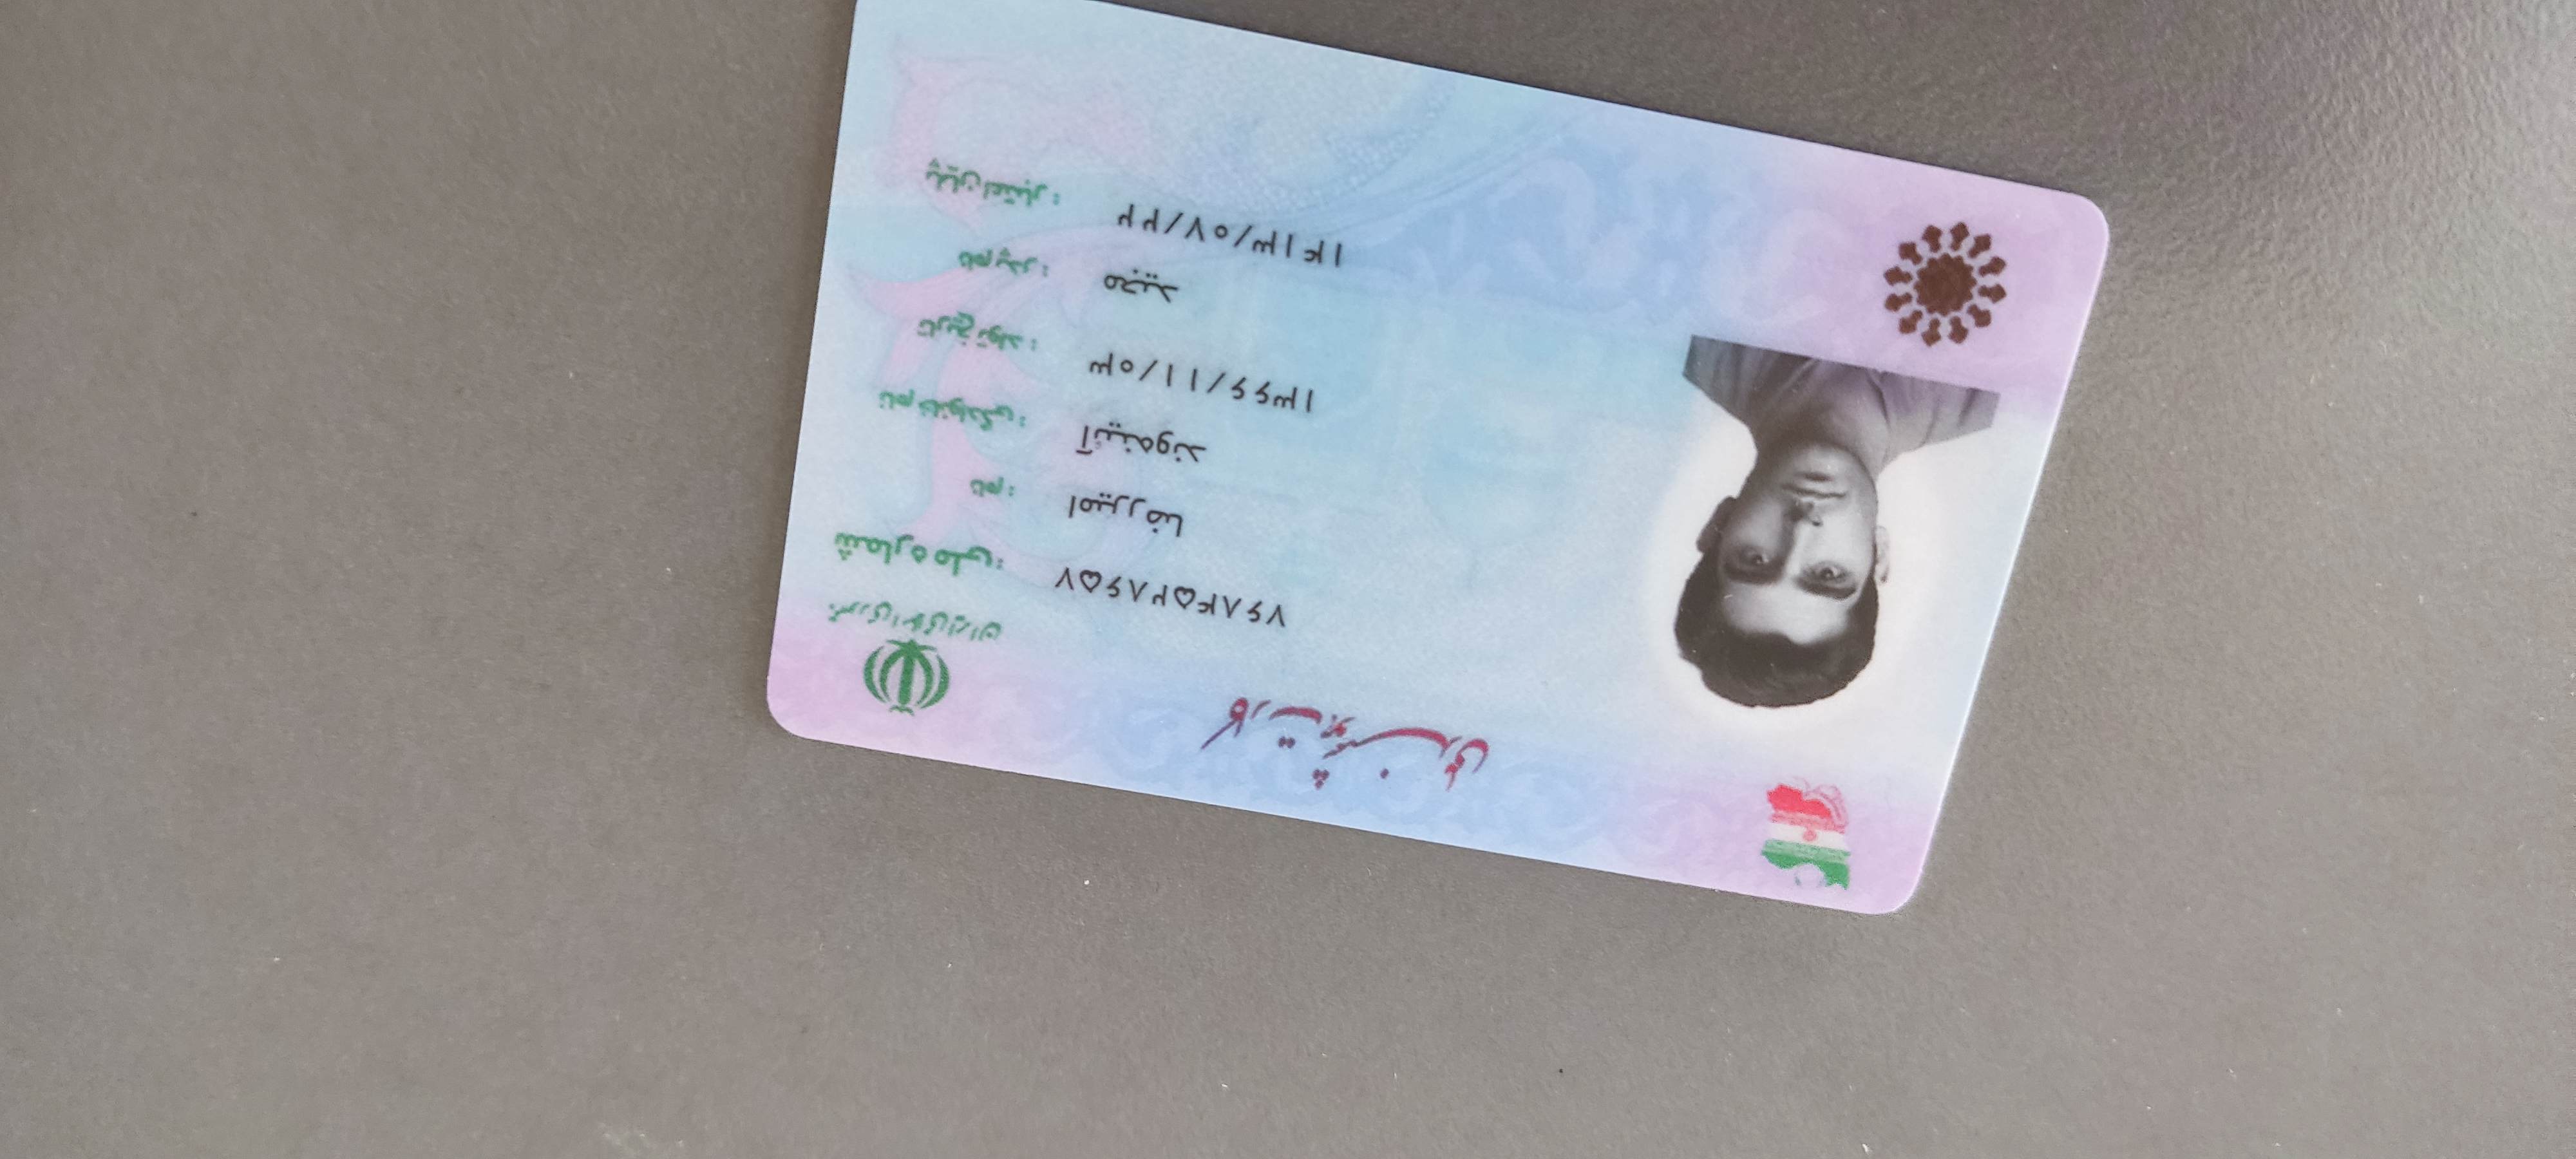 کارت هوشمند ملی
جمهوری اسلامی ایران
شماره ملی: ۷۶۸۴۵۲۸۶۵۷
نام: امیررضا
نام خانوادگی: آئینه‌وند
تاریخ تولد: ۱۳۶۶/۱۱/۰۳
نام پدر: مجید
پایان اعتبار: ۱۴۱۳/۰۷/۲۲